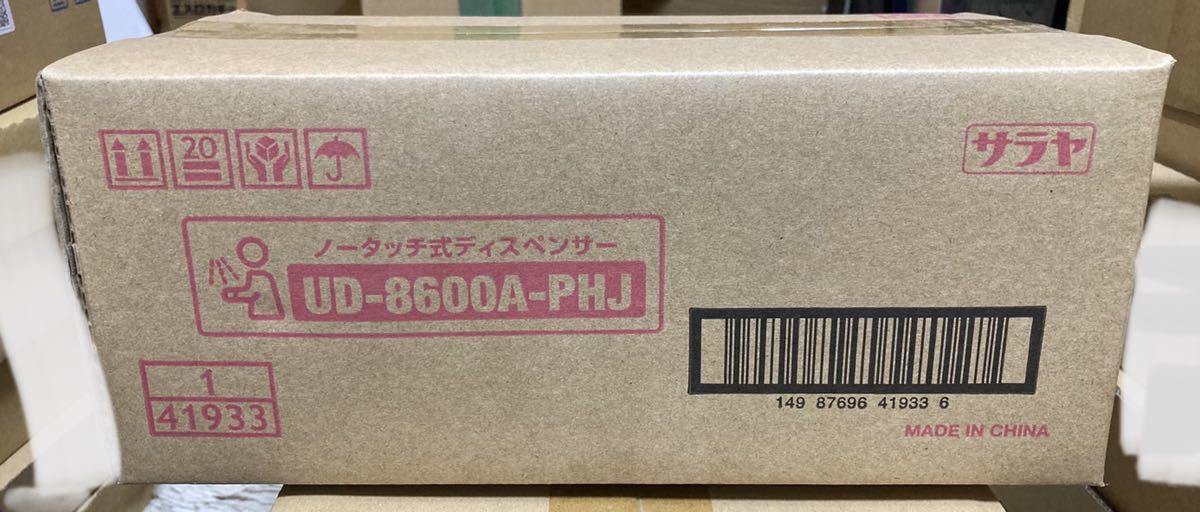 20
サラヤ
ノータッチ式ディスペンサー
UD-8600A-PHJ
1
41933
149 87696 41933 6
MADE IN CHINA